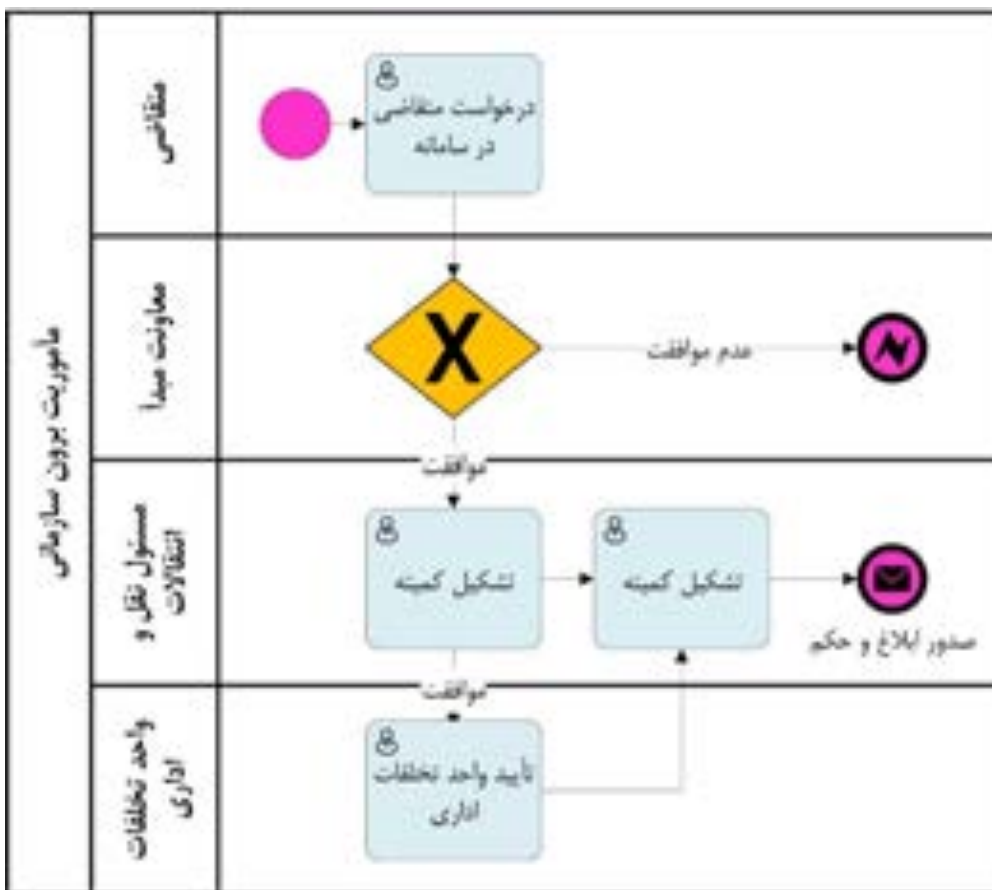 مأموریت برون سازمانی
متقاضی
درخواست متقاضی
در سامانه
معاونت مبدا
X
عدم موافقت
موافقت
مسئول نقل و
انتقالات
تشکیل کمیته
تشکیل کمیته
صدور ابلاغ و حکم
موافقت
واحد تخلفات
اداری
تأیید واحد تخلفات
اداری